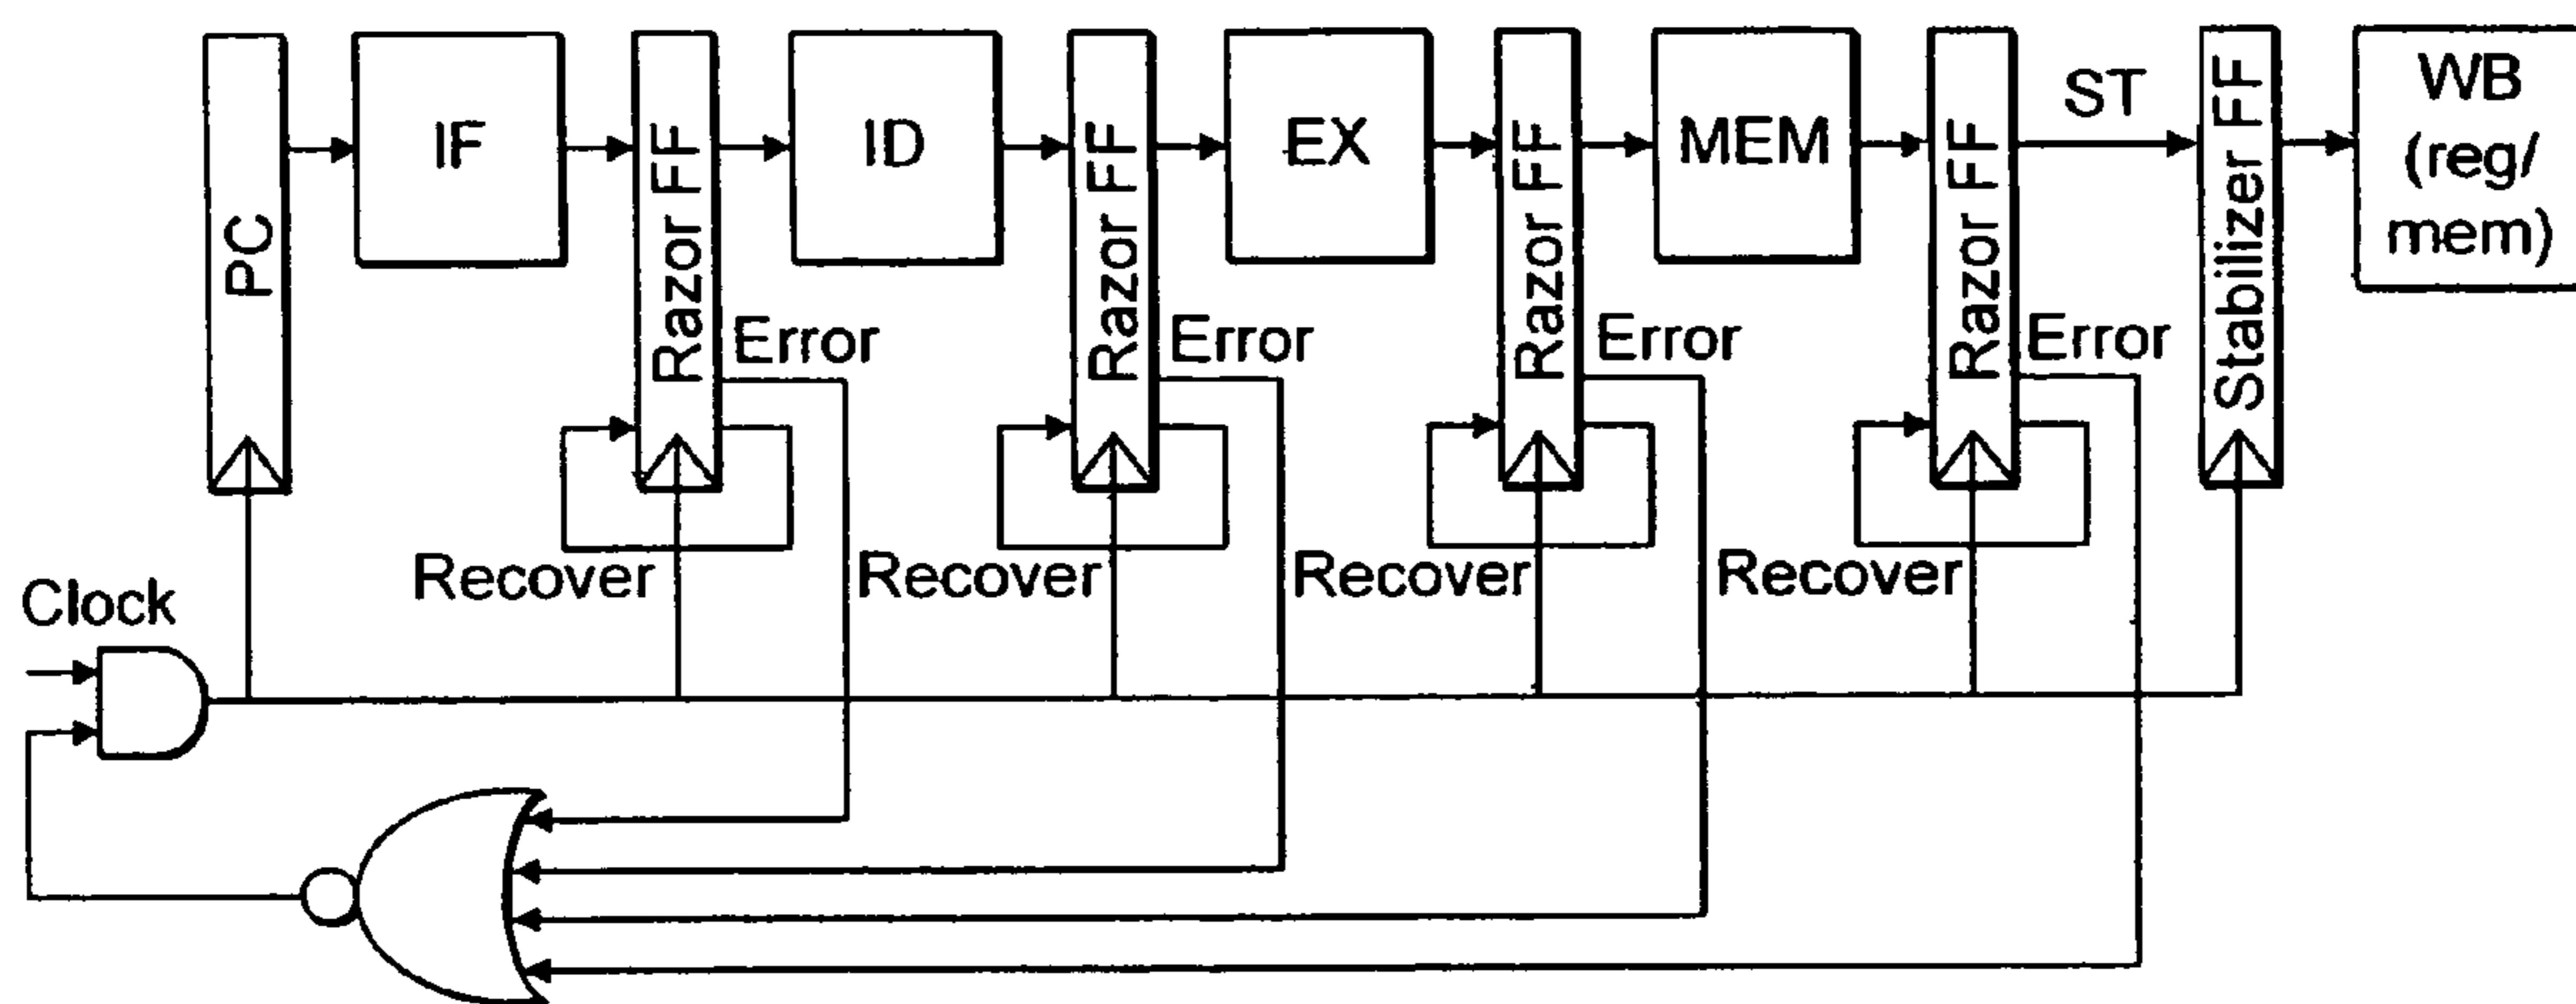 PC
IF
Razor FF
ID
Razor FF
EX
Razor FF
MEM
Razor FF
ST
Stabilizer FF
WB
(reg/
mem)
Error
Error
Error
Error
Recover
Recover
Recover
Recover
Clock